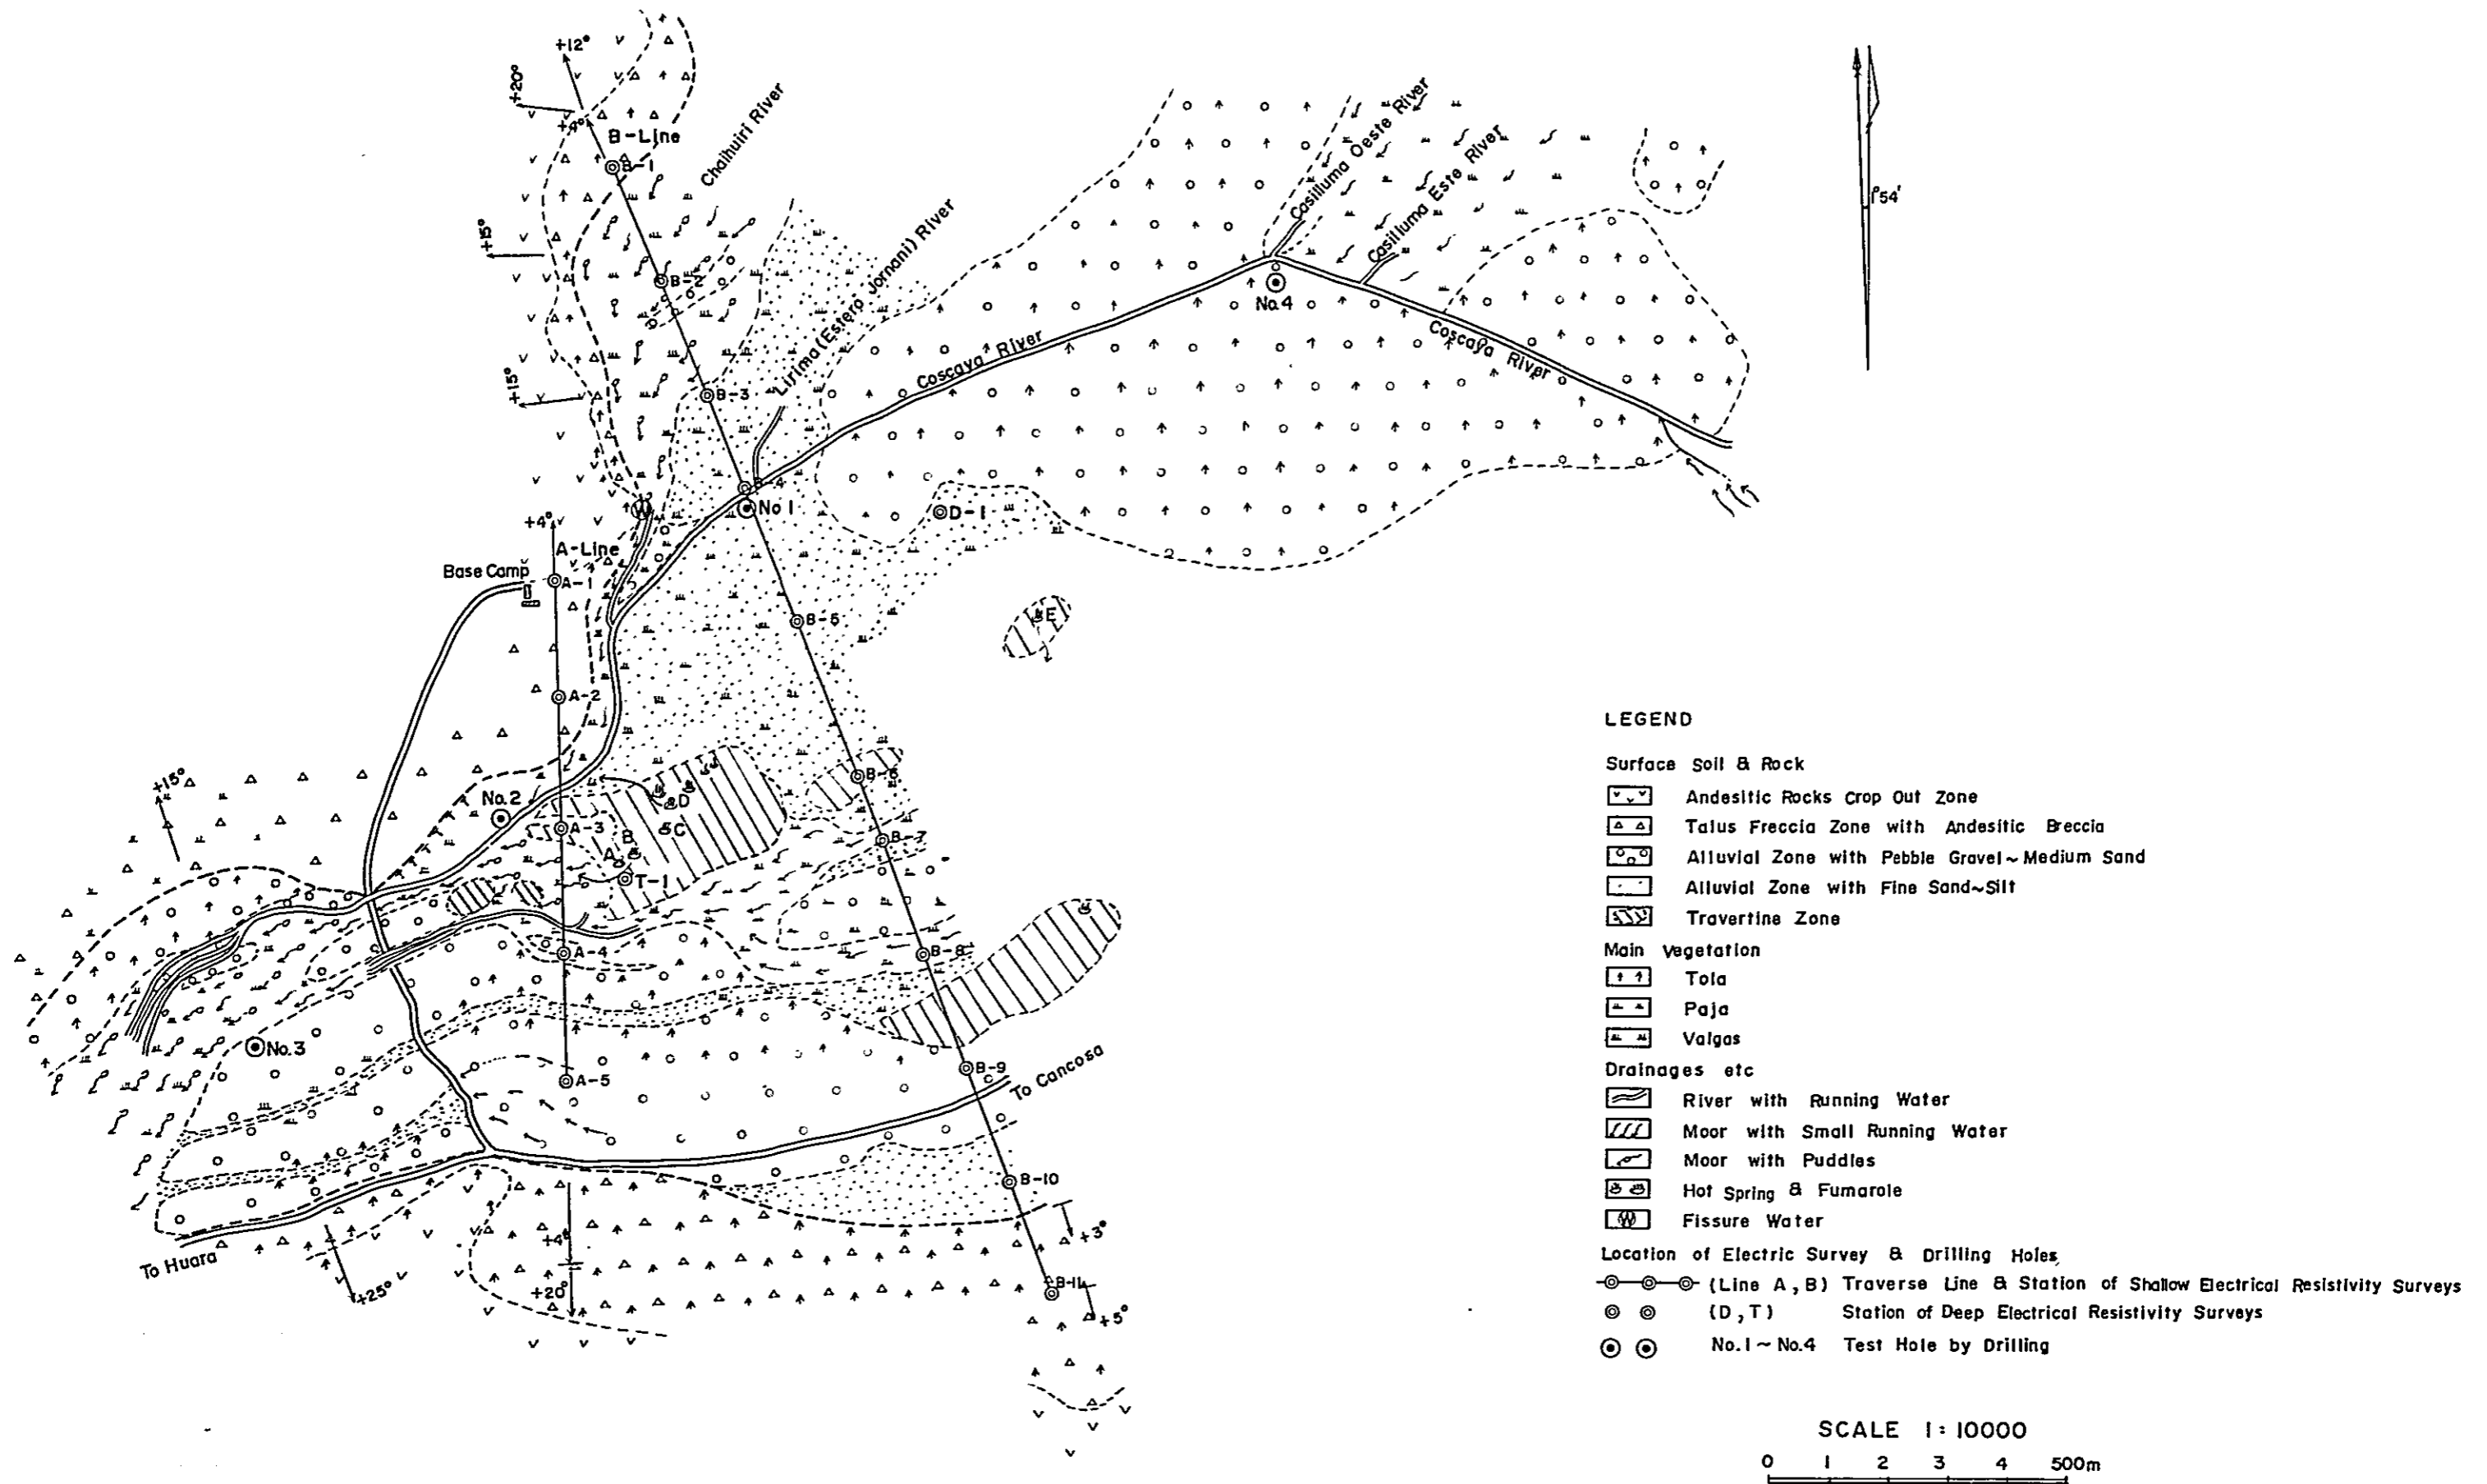 +12°
+20°
+4°
B-Line
B-1
Chaihuiri River
Casilluma Oeste River
Casilluma Este River
1°54'
+15°
B-2
Lirima (Estero Jornani) River
No.4
Coscaya River
Coscaya River
+15°
B-3
B-4
W
No 1
D-1
+4°
A-Line
Base Camp
A-1
E
B-5
A-2
+15°
B-6
No.2
D
A-3
C
B
B-7
A
T-1
B-8
A-4
No.3
B-9
To Cancosa
A-5
B-10
+3°
+4°
To Huara
+25°
+20°
B-11
+5°
LEGEND
Surface Soil & Rock
Andesitic Rocks Crop Out Zone
Talus Freccia Zone with Andesitic Breccia
Alluvial Zone with Pebble Gravel~Medium Sand
Alluvial Zone with Fine Sand~Silt
Travertine Zone
Main Vegetation
Tola
Paja
Valgas
Drainages etc
River with Running Water
Moor with Small Running Water
Moor with Puddles
Hot Spring & Fumarole
W Fissure Water
Location of Electric Survey & Drilling Holes
(Line A, B) Traverse Line & Station of Shallow Electrical Resistivity Surveys
(D, T) Station of Deep Electrical Resistivity Surveys
No.1~No.4 Test Hole by Drilling
SCALE 1:10000
0 1 2 3 4 500m